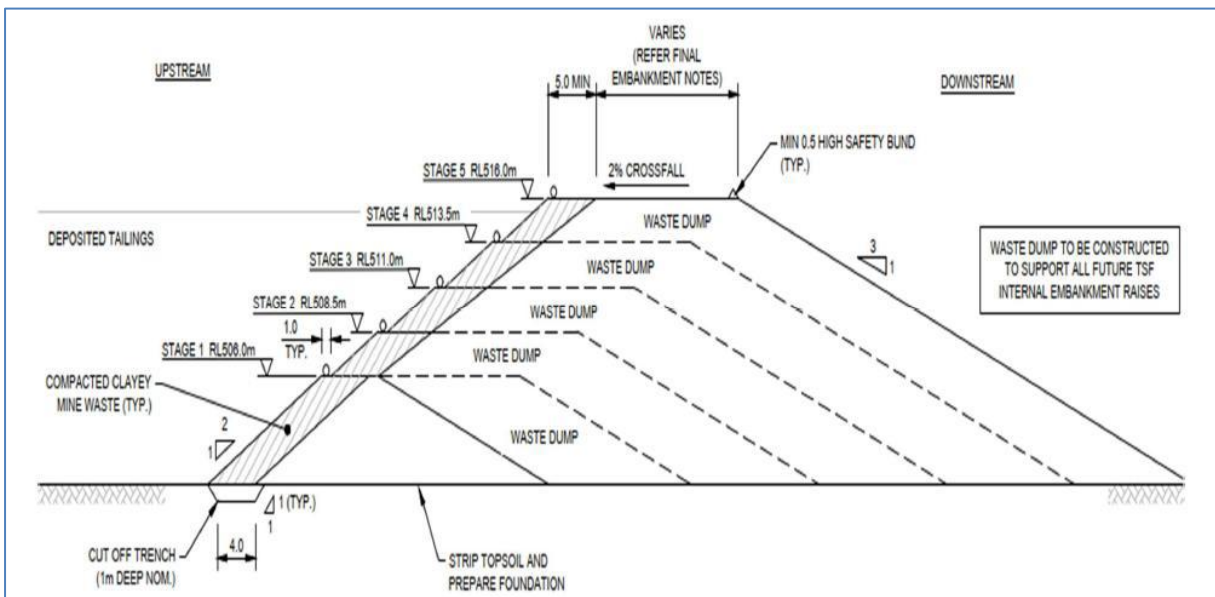 VARIES
(REFER FINAL
EMBANKMENT NOTES)
UPSTREAM
5.0 MIN
DOWNSTREAM
MIN 0.5 HIGH SAFETY BUND
(TYP.)
STAGE 5 RL516.0m
2% CROSSFALL
STAGE 4 RL513.5m
WASTE DUMP
DEPOSITED TAILINGS
3
1
WASTE DUMP TO BE CONSTRUCTED
TO SUPPORT ALL FUTURE TSF
INTERNAL EMBANKMENT RAISES
STAGE 3 RL511.0m
WASTE DUMP
STAGE 2 RL508.5m
WASTE DUMP
1.0
TYP.
STAGE 1 RL506.0m
WASTE DUMP
COMPACTED CLAYEY
MINE WASTE (TYP.)
2
1
WASTE DUMP
1 (TYP.)
1
4.0
CUT OFF TRENCH
(1m DEEP NOM.)
STRIP TOPSOIL AND
PREPARE FOUNDATION